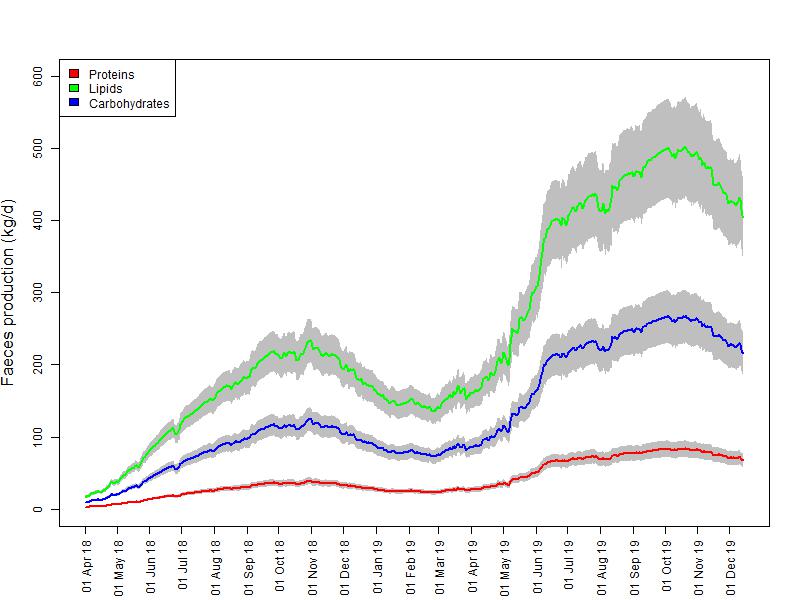 Proteins
Lipids
Carbohydrates
Faeces production (kg/d)
600
500
400
300
200
100
0
01 Apr 18
01 May 18
01 Jun 18
01 Jul 18
01 Aug 18
01 Sep 18
01 Oct 18
01 Nov 18
01 Dec 18
01 Jan 19
01 Feb 19
01 Mar 19
01 Apr 19
01 May 19
01 Jun 19
01 Jul 19
01 Aug 19
01 Sep 19
01 Oct 19
01 Nov 19
01 Dec 19